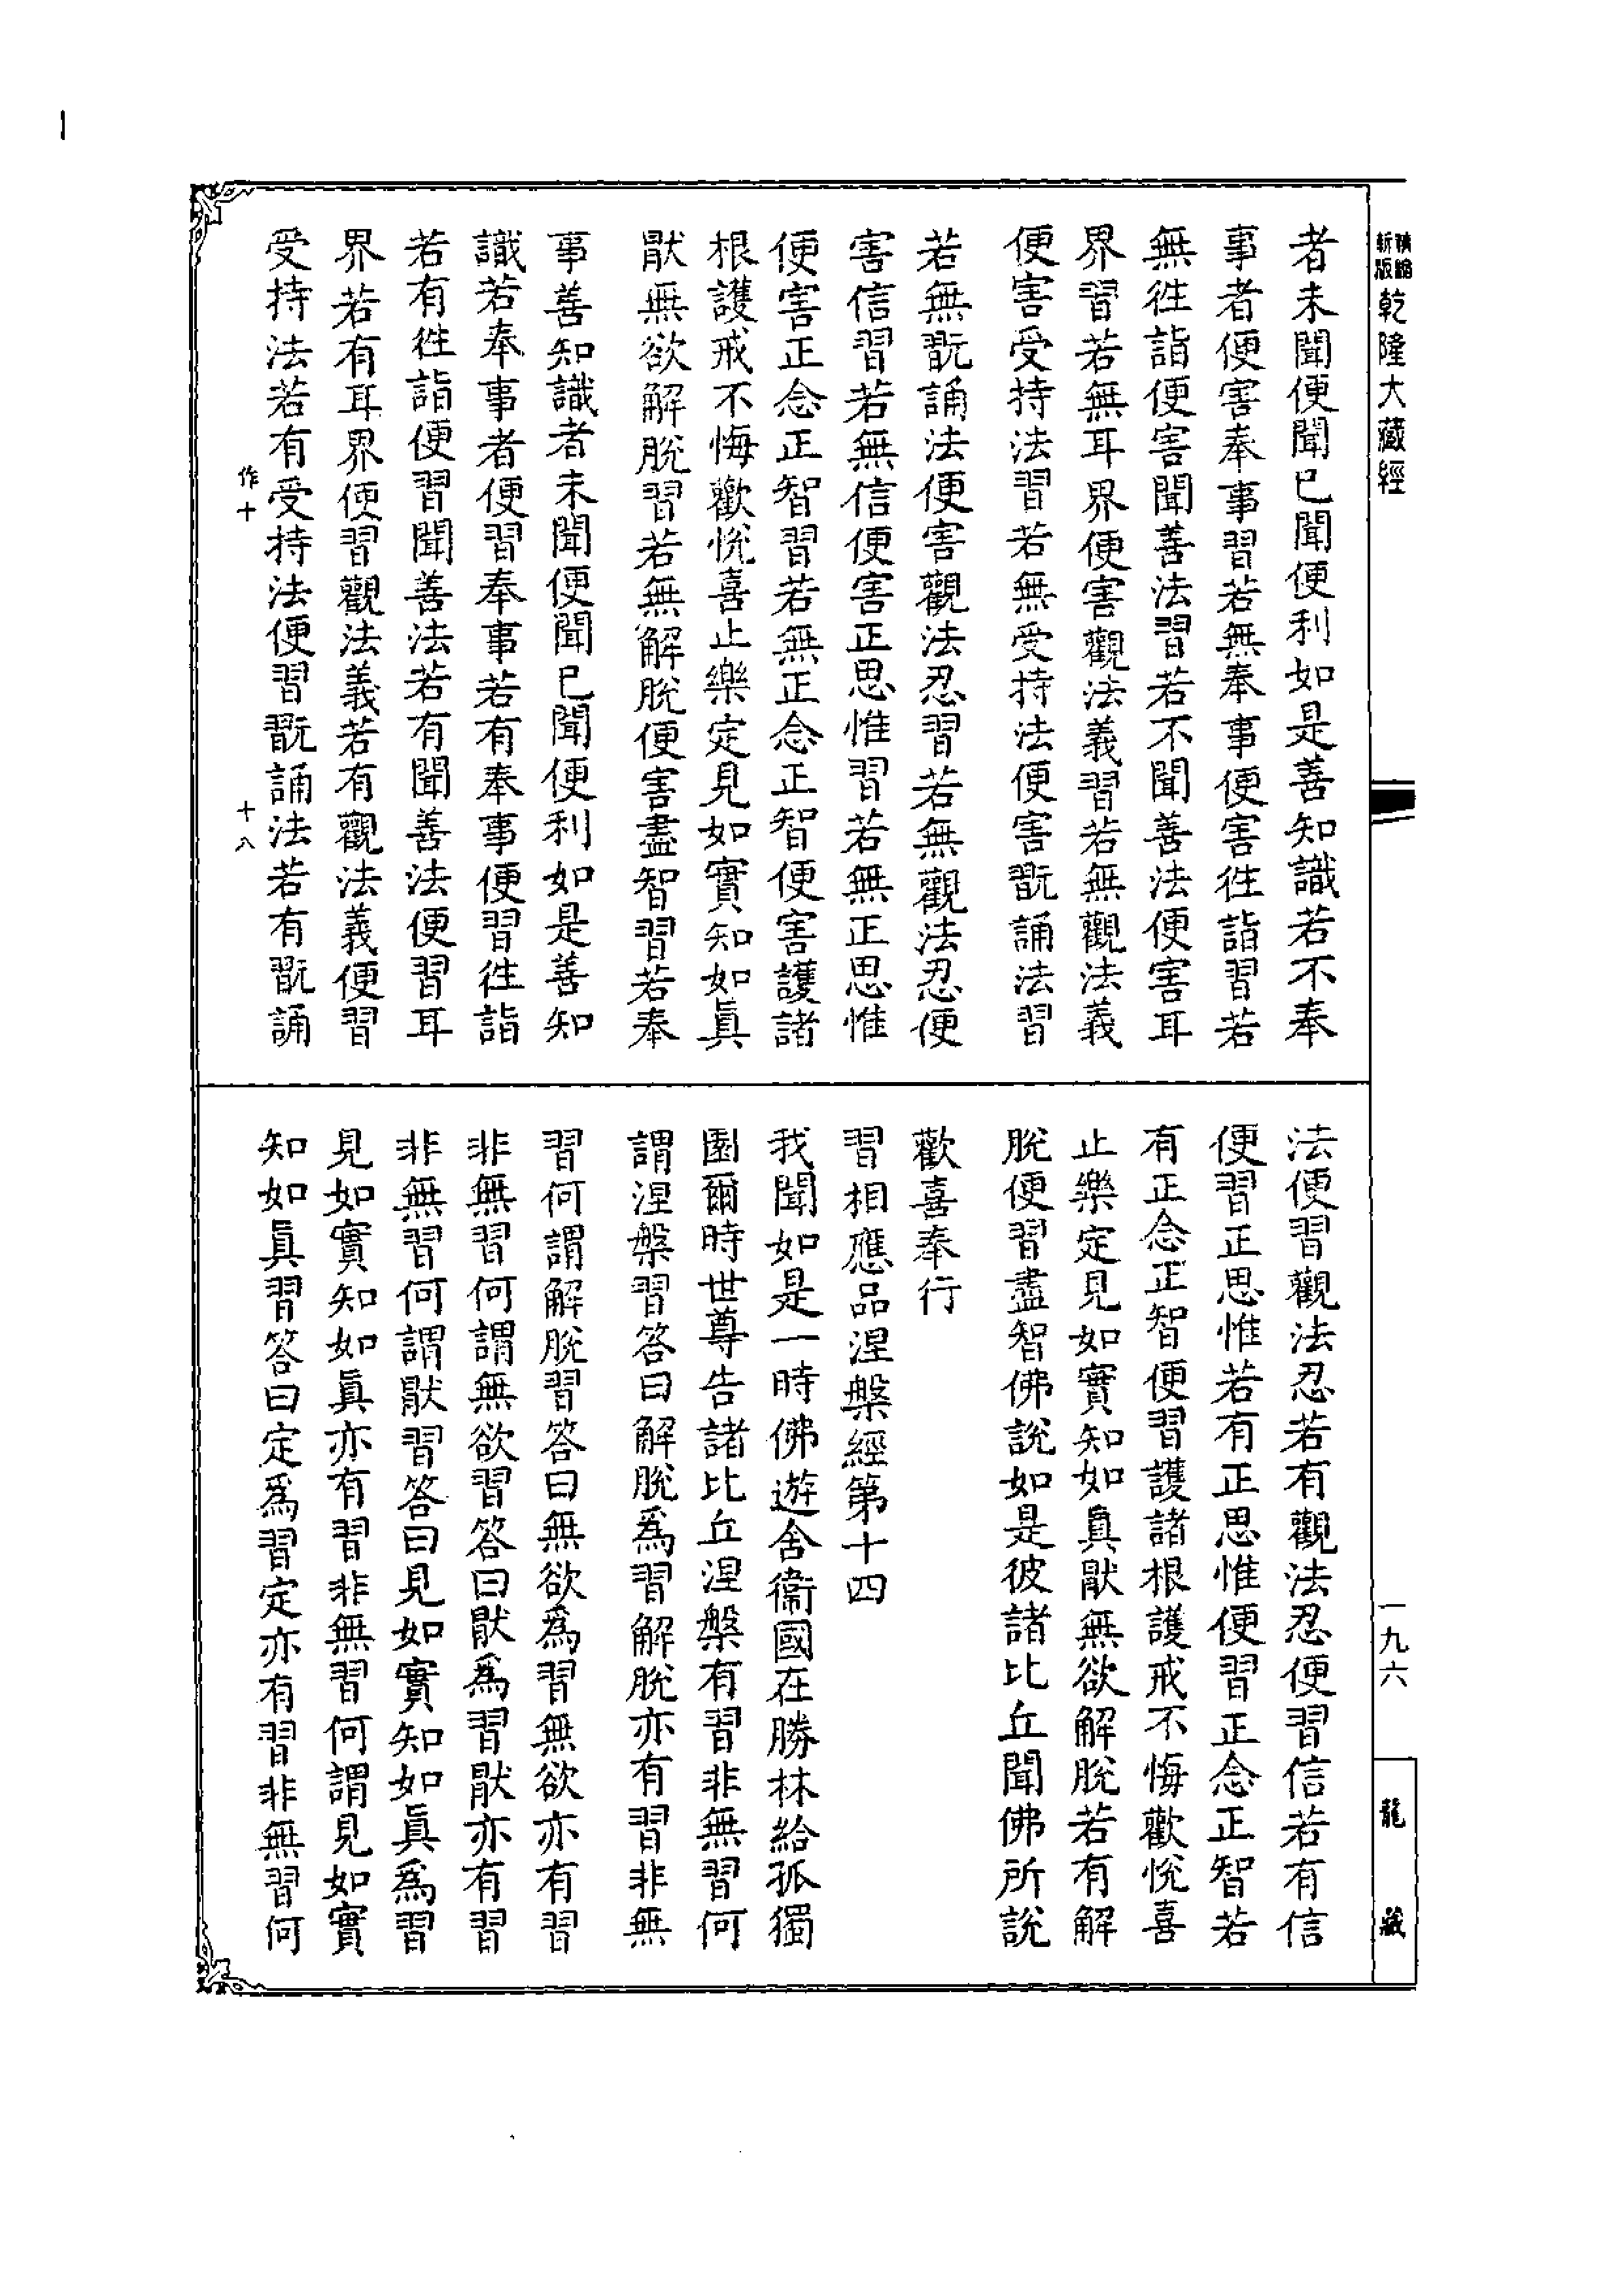 新版
精縮
乾隆大藏經
者未聞便聞已聞便利如是善知識若不奉
事者便害奉事習若無奉事便害徃詣習若
無徃詣便害聞善法習若不聞善法便害耳
界習若無耳界便害觀法義習若無觀法義
便害受持法習若無受持法便害翫誦法習
若無翫誦法便害觀法忍習若無觀法忍便
害信習若無信便害正思惟習若無正思惟
便害正念正智習若無正念正智便害護諸
根護戒不悔歡悅喜止樂定見如實知如眞
猒無欲解脫習若無解脫便害盡智習若奉
事善知識者未聞便聞已聞便利如是善知
識若奉事者便習奉事若有奉事便習徃詣
若有徃詣便習聞善法若有聞善法便習耳
界若有耳界便習觀法義若有觀法義便習
受持法若有受持法便習翫誦法若有翫誦
作十
十八
法便習觀法忍若有觀法忍便習信若有信
便習正思惟若有正思惟便習正念正智若
有正念正智便習護諸根護戒不悔歡悅喜
止樂定見如實知如眞猒無欲解脫若有解
脫便習盡智佛說如是彼諸比丘聞佛所說
歡喜奉行
習相應品涅槃經第十四
我聞如是一時佛遊舍衞國在勝林給孤獨
園爾時世尊告諸比丘涅槃有習非無習何
謂涅槃習答曰解脫爲習解脫亦有習非無
習何謂解脫習答曰無欲爲習無欲亦有習
非無習何謂無欲習答曰猒爲習猒亦有習
非無習何謂猒習答曰見如實知如眞爲習
見如實知如眞亦有習非無習何謂見如實
知如眞習答曰定爲習定亦有習非無習何
一九六
龍藏